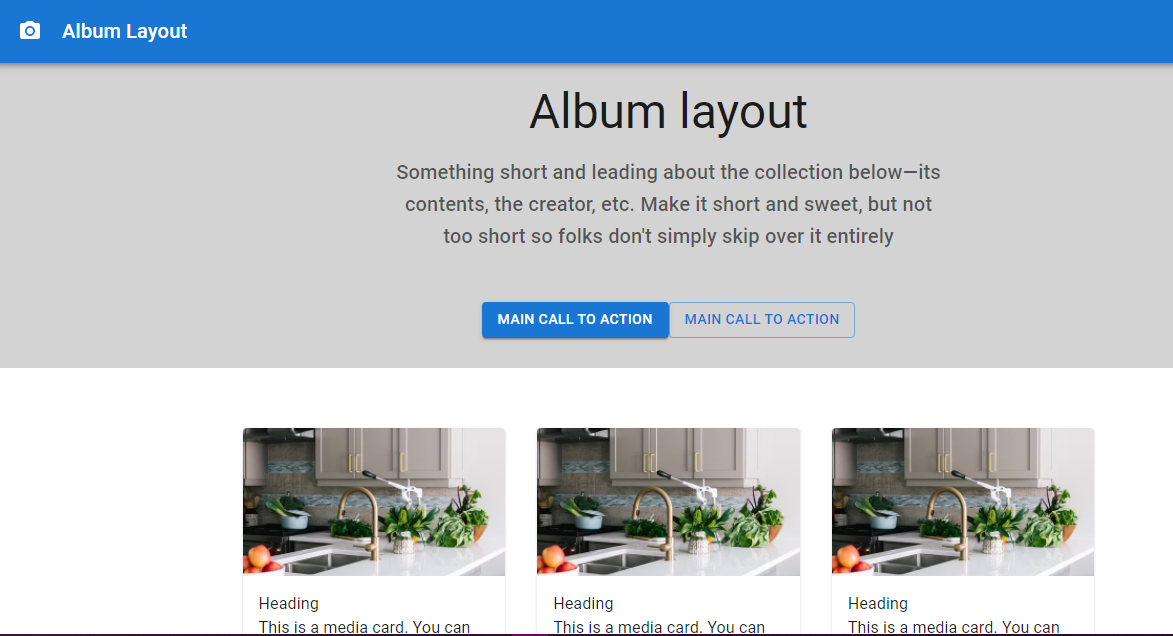 Album Layout
Album layout
Something short and leading about the collection below—its
contents, the creator, etc. Make it short and sweet, but not
too short so folks don't simply skip over it entirely
MAIN CALL TO ACTION MAIN CALL TO ACTION
Heading Heading Heading
This is a media card. You can This is a media card. You can This is a media card. You can